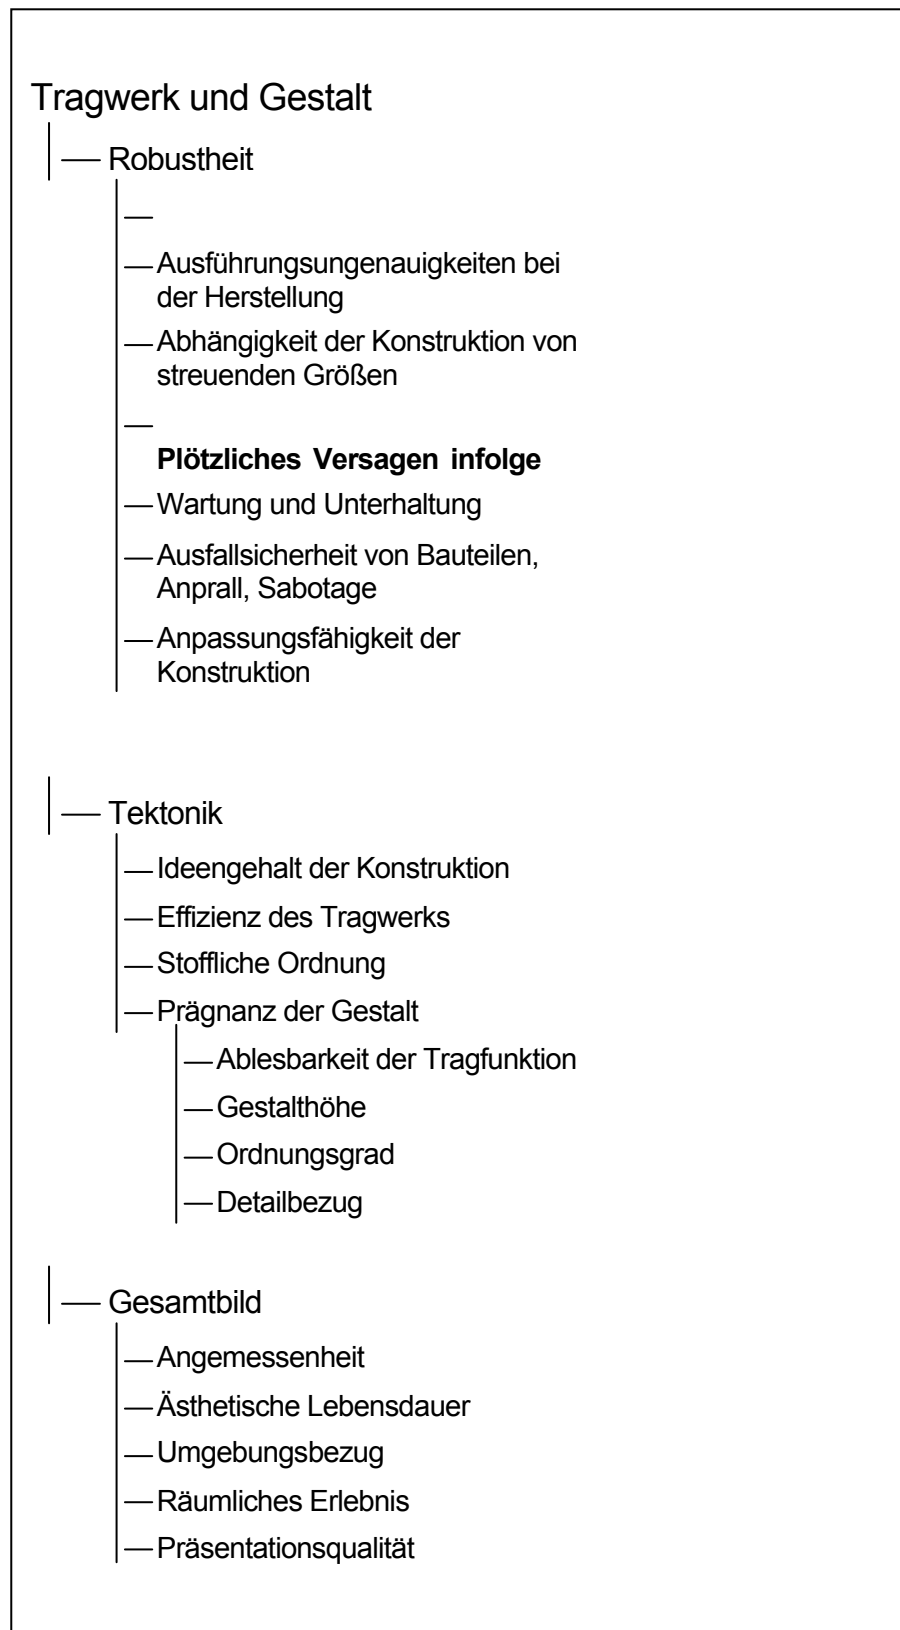 Tragwerk und Gestalt
Robustheit
Ausführungsungenauigkeiten bei
der Herstellung
Abhängigkeit der Konstruktion von
streuenden Größen
Plötzliches Versagen infolge
Wartung und Unterhaltung
Ausfallsicherheit von Bauteilen,
Anprall, Sabotage
Anpassungsfähigkeit der
Konstruktion
Tektonik
Ideengehalt der Konstruktion
Effizienz des Tragwerks
Stoffliche Ordnung
Prägnanz der Gestalt
Ablesbarkeit der Tragfunktion
Gestalthöhe
Ordnungsgrad
Detailbezug
Gesamtbild
Angemessenheit
Ästhetische Lebensdauer
Umgebungsbezug
Räumliches Erlebnis
Präsentationsqualität